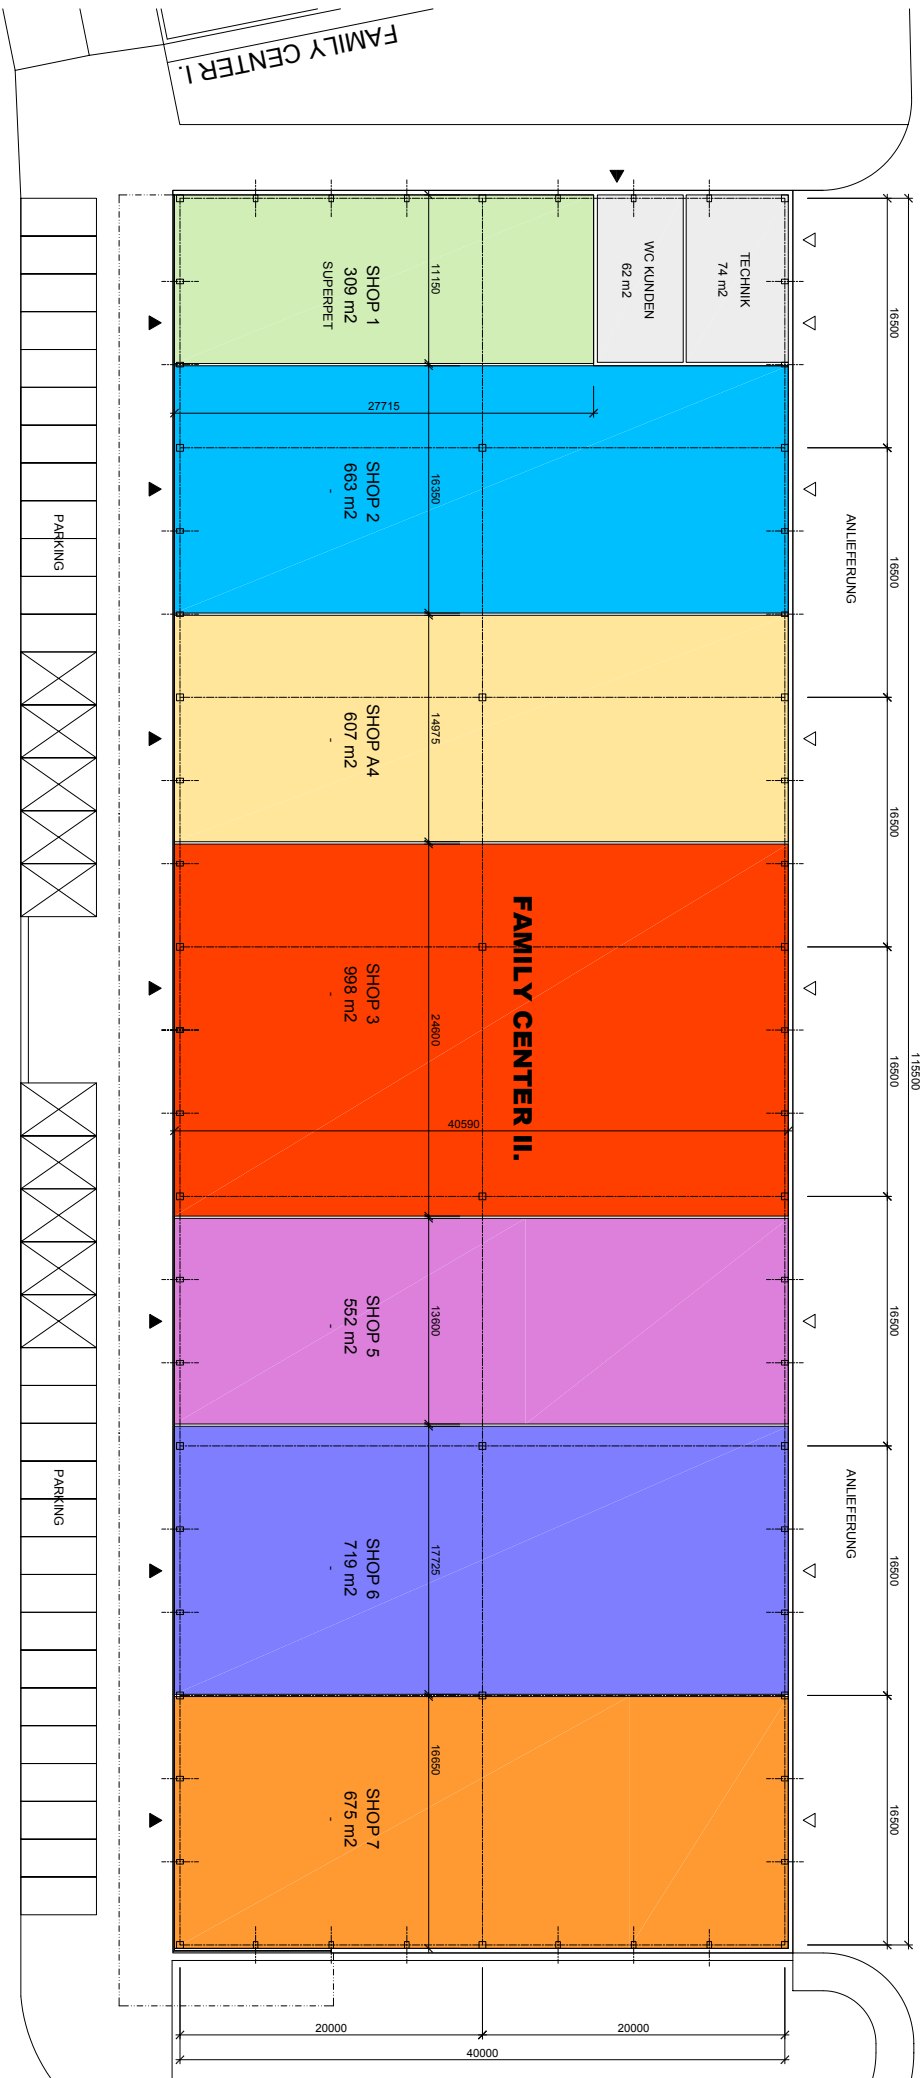 FAMILY CENTER I.
TECHNIK
74 m2
WC KUNDEN
62 m2
SHOP 1
309 m2
SUPERPET
11150
16500
27715
SHOP 2
663 m2
-
16350
PARKING
ANLIEFERUNG
16500
SHOP A4
607 m2
-
14975
16500
FAMILY CENTER II.
SHOP 3
998 m2
-
24600
40590
16500
115500
SHOP 5
552 m2
-
13600
16500
PARKING
ANLIEFERUNG
SHOP 6
719 m2
-
17725
16500
SHOP 7
675 m2
-
16650
16500
20000
20000
40000